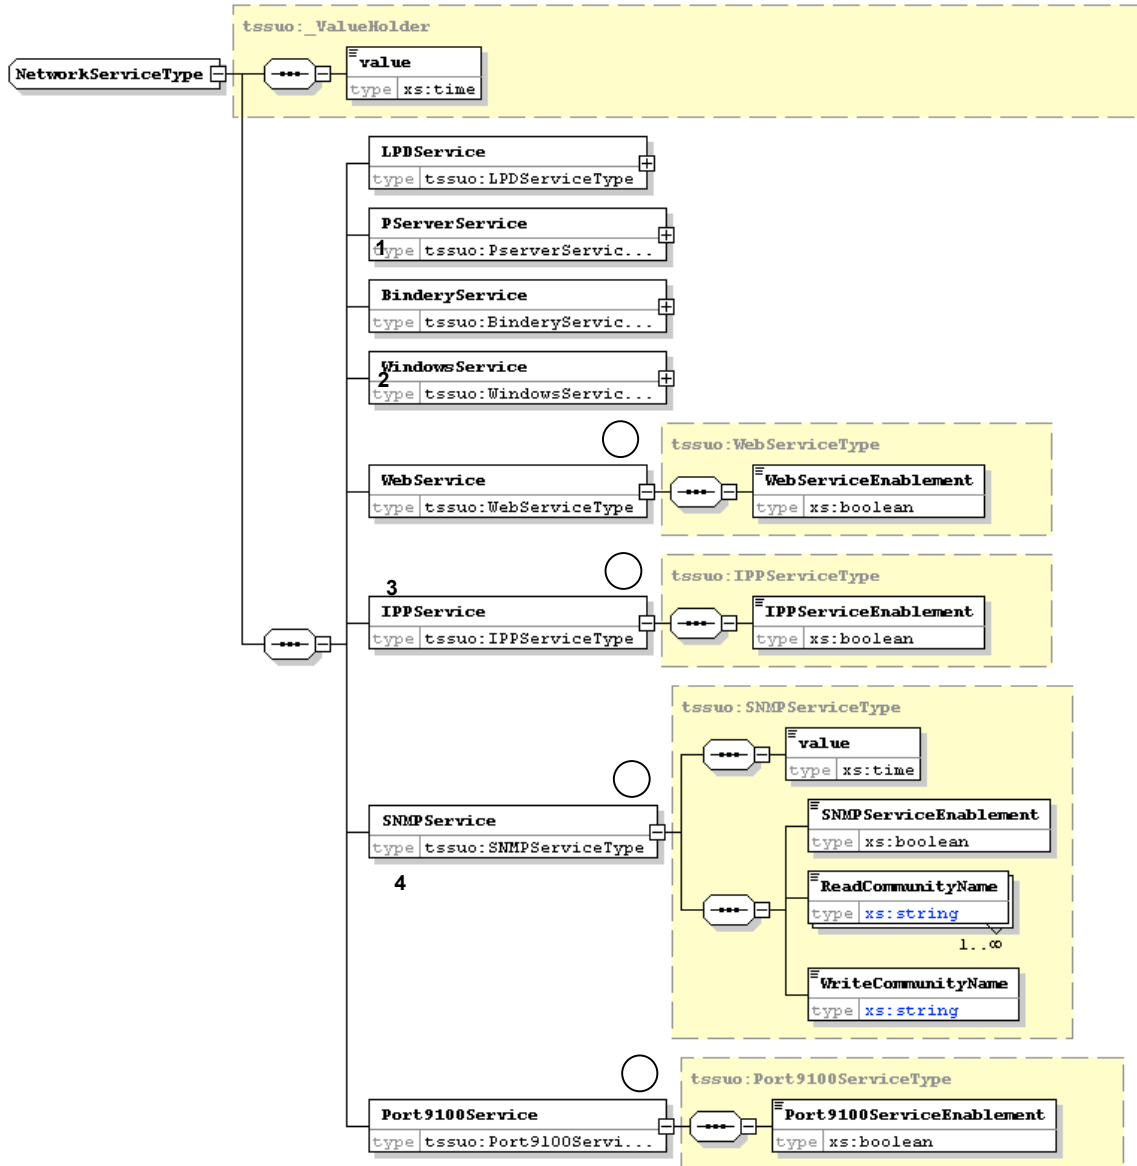 tssuo:_ValueHolder
NetworkServiceType
value
type xs:time
LPDService
type tssuo:LPDServiceType
PServerService
1
type tssuo:PserverServic...
BinderyService
type tssuo:BinderyServic...
WindowsService
2
type tssuo:WindowsServic...
tssuo:WebServiceType
WebService
type tssuo:WebServiceType
WebServiceEnablement
type xs:boolean
tssuo:IPPServiceType
3
IPPService
type tssuo:IPPServiceType
IPPServiceEnablement
type xs:boolean
tssuo:SNMPServiceType
value
type xs:time
SNMPService
type tssuo:SNMPServiceType
4
SNMPServiceEnablement
type xs:boolean
ReadCommunityName
type xs:string
1..∞
WriteCommunityName
type xs:string
tssuo:Port9100ServiceType
Port9100Service
type tssuo:Port9100Servi...
Port9100ServiceEnablement
type xs:boolean